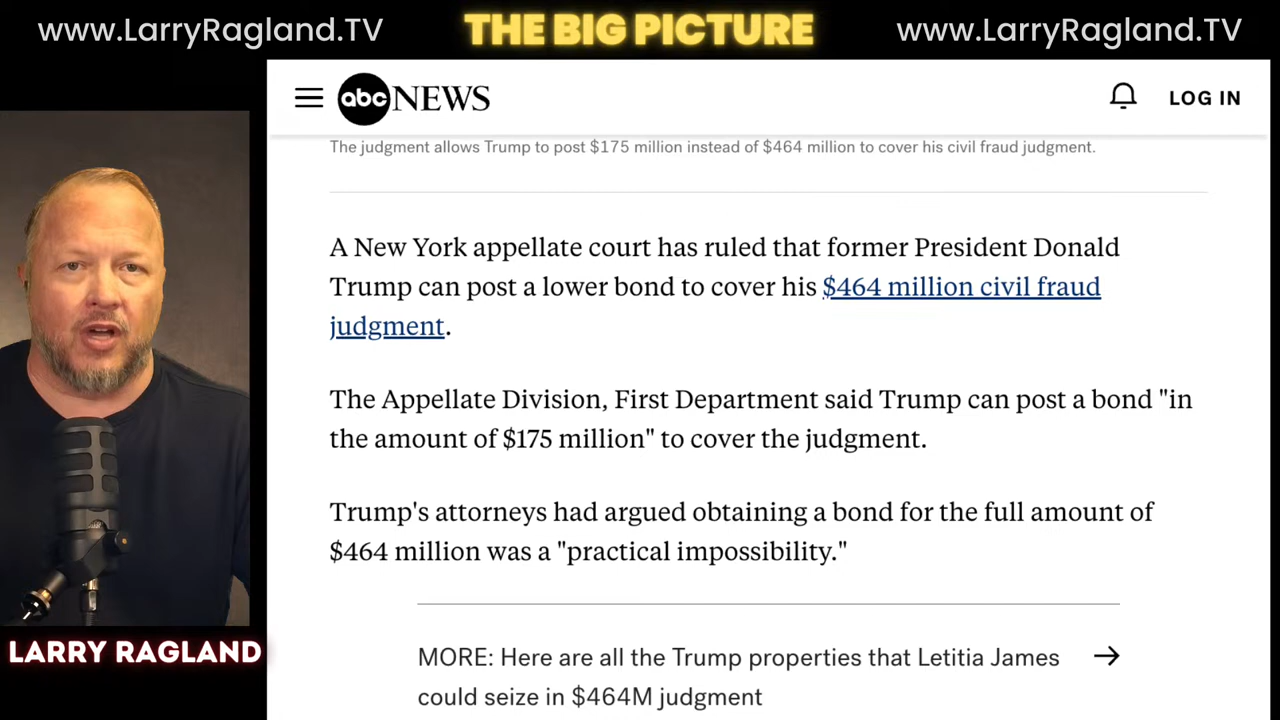 www.LarryRagland.TV
THE BIG PICTURE
www.LarryRagland.TV
abc NEWS
LOG IN
The judgment allows Trump to post $175 million instead of $464 million to cover his civil fraud judgment.
A New York appellate court has ruled that former President Donald
Trump can post a lower bond to cover his $464 million civil fraud
judgment.
The Appellate Division, First Department said Trump can post a bond "in
the amount of $175 million" to cover the judgment.
Trump's attorneys had argued obtaining a bond for the full amount of
$464 million was a "practical impossibility."
MORE: Here are all the Trump properties that Letitia James
could seize in $464M judgment
LARRY RAGLAND